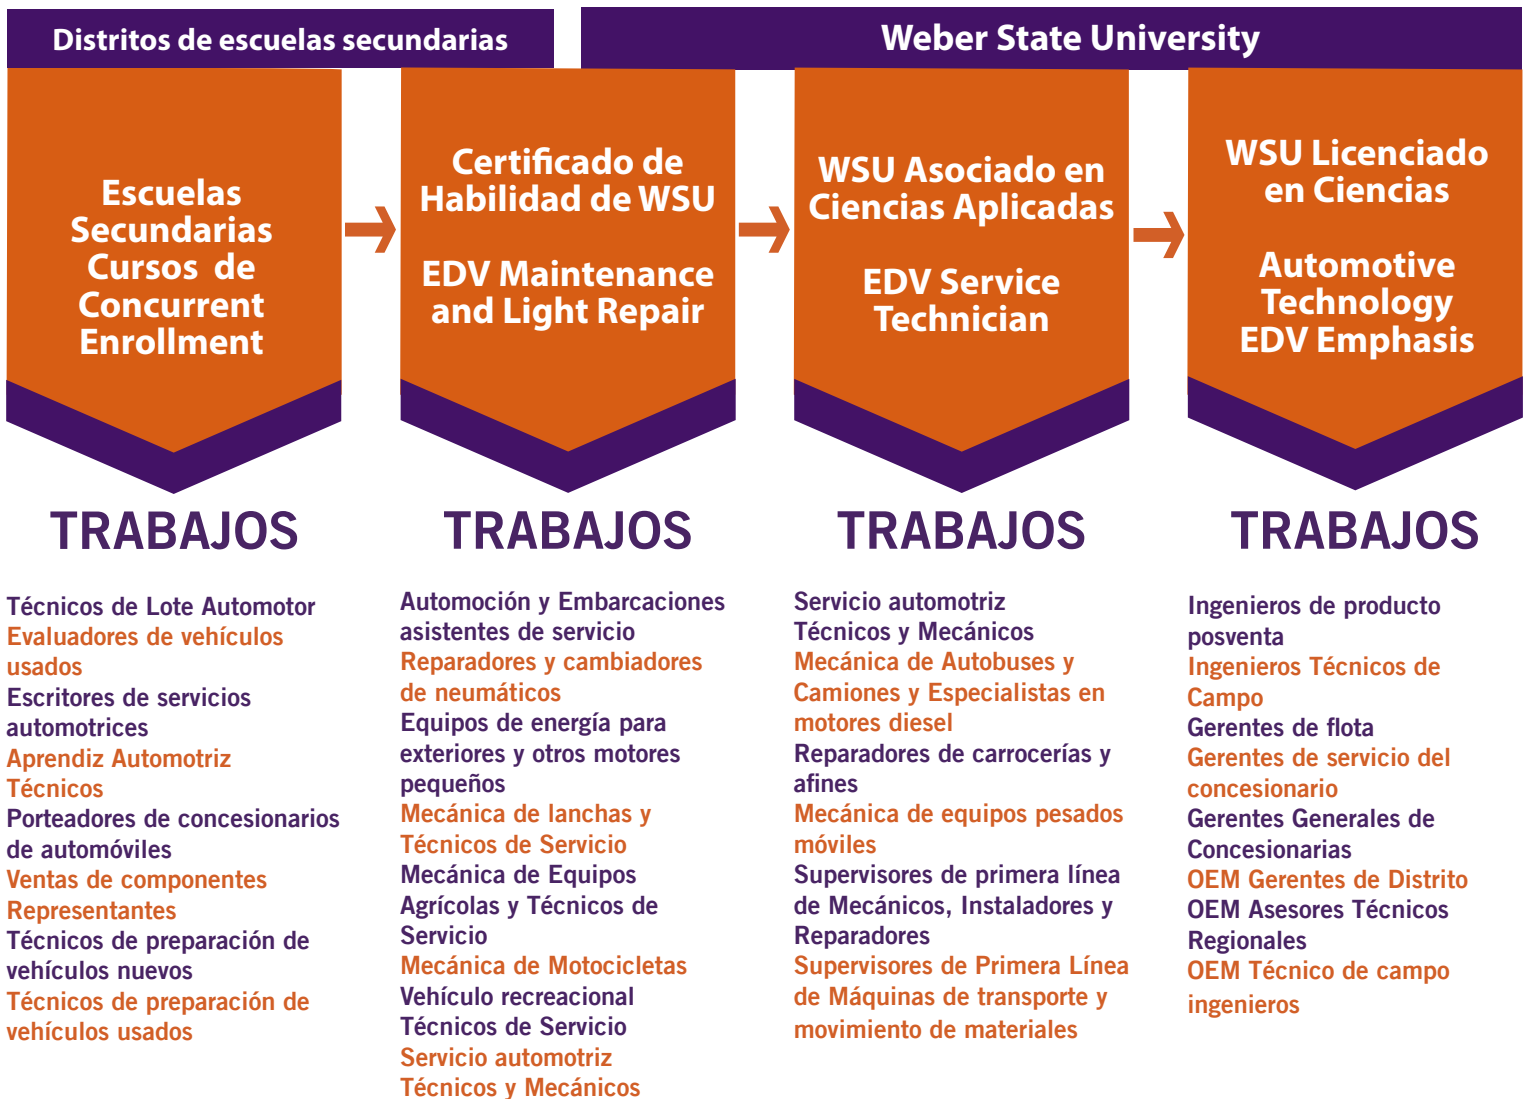 Distritos de escuelas secundarias
Weber State University
Escuelas
Secundarias
Cursos de
Concurrent
Enrollment
Certificado de
Habilidad de WSU
EDV Maintenance
and Light Repair
WSU Asociado en
Ciencias Aplicadas
EDV Service
Technician
WSU Licenciado
en Ciencias
Automotive
Technology
EDV Emphasis
TRABAJOS
Técnicos de Lote Automotor
Evaluadores de vehículos
usados
Escritores de servicios
automotrices
Aprendiz Automotriz
Técnicos
Porteadores de concesionarios
de automóviles
Ventas de componentes
Representantes
Técnicos de preparación de
vehículos nuevos
Técnicos de preparación de
vehículos usados
TRABAJOS
Automoción y Embarcaciones
asistentes de servicio
Reparadores y cambiadores
de neumáticos
Equipos de energía para
exteriores y otros motores
pequeños
Mecánica de lanchas y
Técnicos de Servicio
Mecánica de Equipos
Agrícolas y Técnicos de
Servicio
Mecánica de Motocicletas
Vehículo recreacional
Técnicos de Servicio
Servicio automotriz
Técnicos y Mecánicos
TRABAJOS
Servicio automotriz
Técnicos y Mecánicos
Mecánica de Autobuses y
Camiones y Especialistas en
motores diesel
Reparadores de carrocerías y
afines
Mecánica de equipos pesados
móviles
Supervisores de primera línea
de Mecánicos, Instaladores y
Reparadores
Supervisores de Primera Línea
de Máquinas de transporte y
movimiento de materiales
TRABAJOS
Ingenieros de producto
posventa
Ingenieros Técnicos de
Campo
Gerentes de flota
Gerentes de servicio del
concesionario
Gerentes Generales de
Concesionarias
OEM Gerentes de Distrito
OEM Asesores Técnicos
Regionales
OEM Técnico de campo
ingenieros